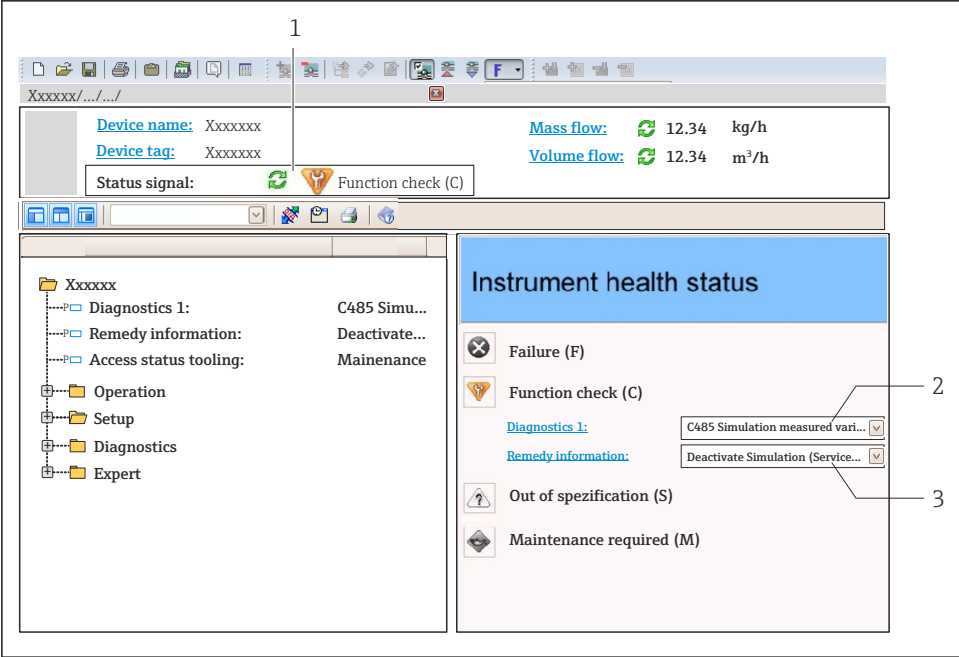 1
F
Xxxxxx/.../.../
Device name: Xxxxxxx
Mass flow: 12.34 kg/h
Device tag: Xxxxxxx
Volume flow: 12.34 m³/h
Status signal: Function check (C)
Xxxxxx
P Diagnostics 1: C485 Simu...
P Remedy information: Deactivate...
P Access status tooling: Mainenance
Operation
Setup
Diagnostics
Expert
Instrument health status
Failure (F)
Function check (C)
2
Diagnostics 1: C485 Simulation measured vari...
Remedy information: Deactivate Simulation (Service...
Out of spezification (S)
3
Maintenance required (M)